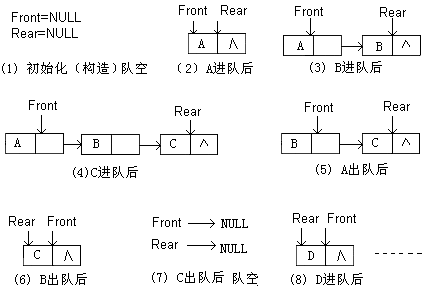 Front=NULL
Rear=NULL
(1) 初始化（构造）队空
Front Rear
A ∧
(2) A进队后
Front Rear
A B ∧
(3) B进队后
Front Rear
A B C ∧
(4)C进队后
Front Rear
B C ∧
(5) A出队后
Rear Front
C ∧
(6) B出队后
Front NULL
Rear NULL
(7) C出队后 队空
Rear Front
D ∧
(8) D进队后